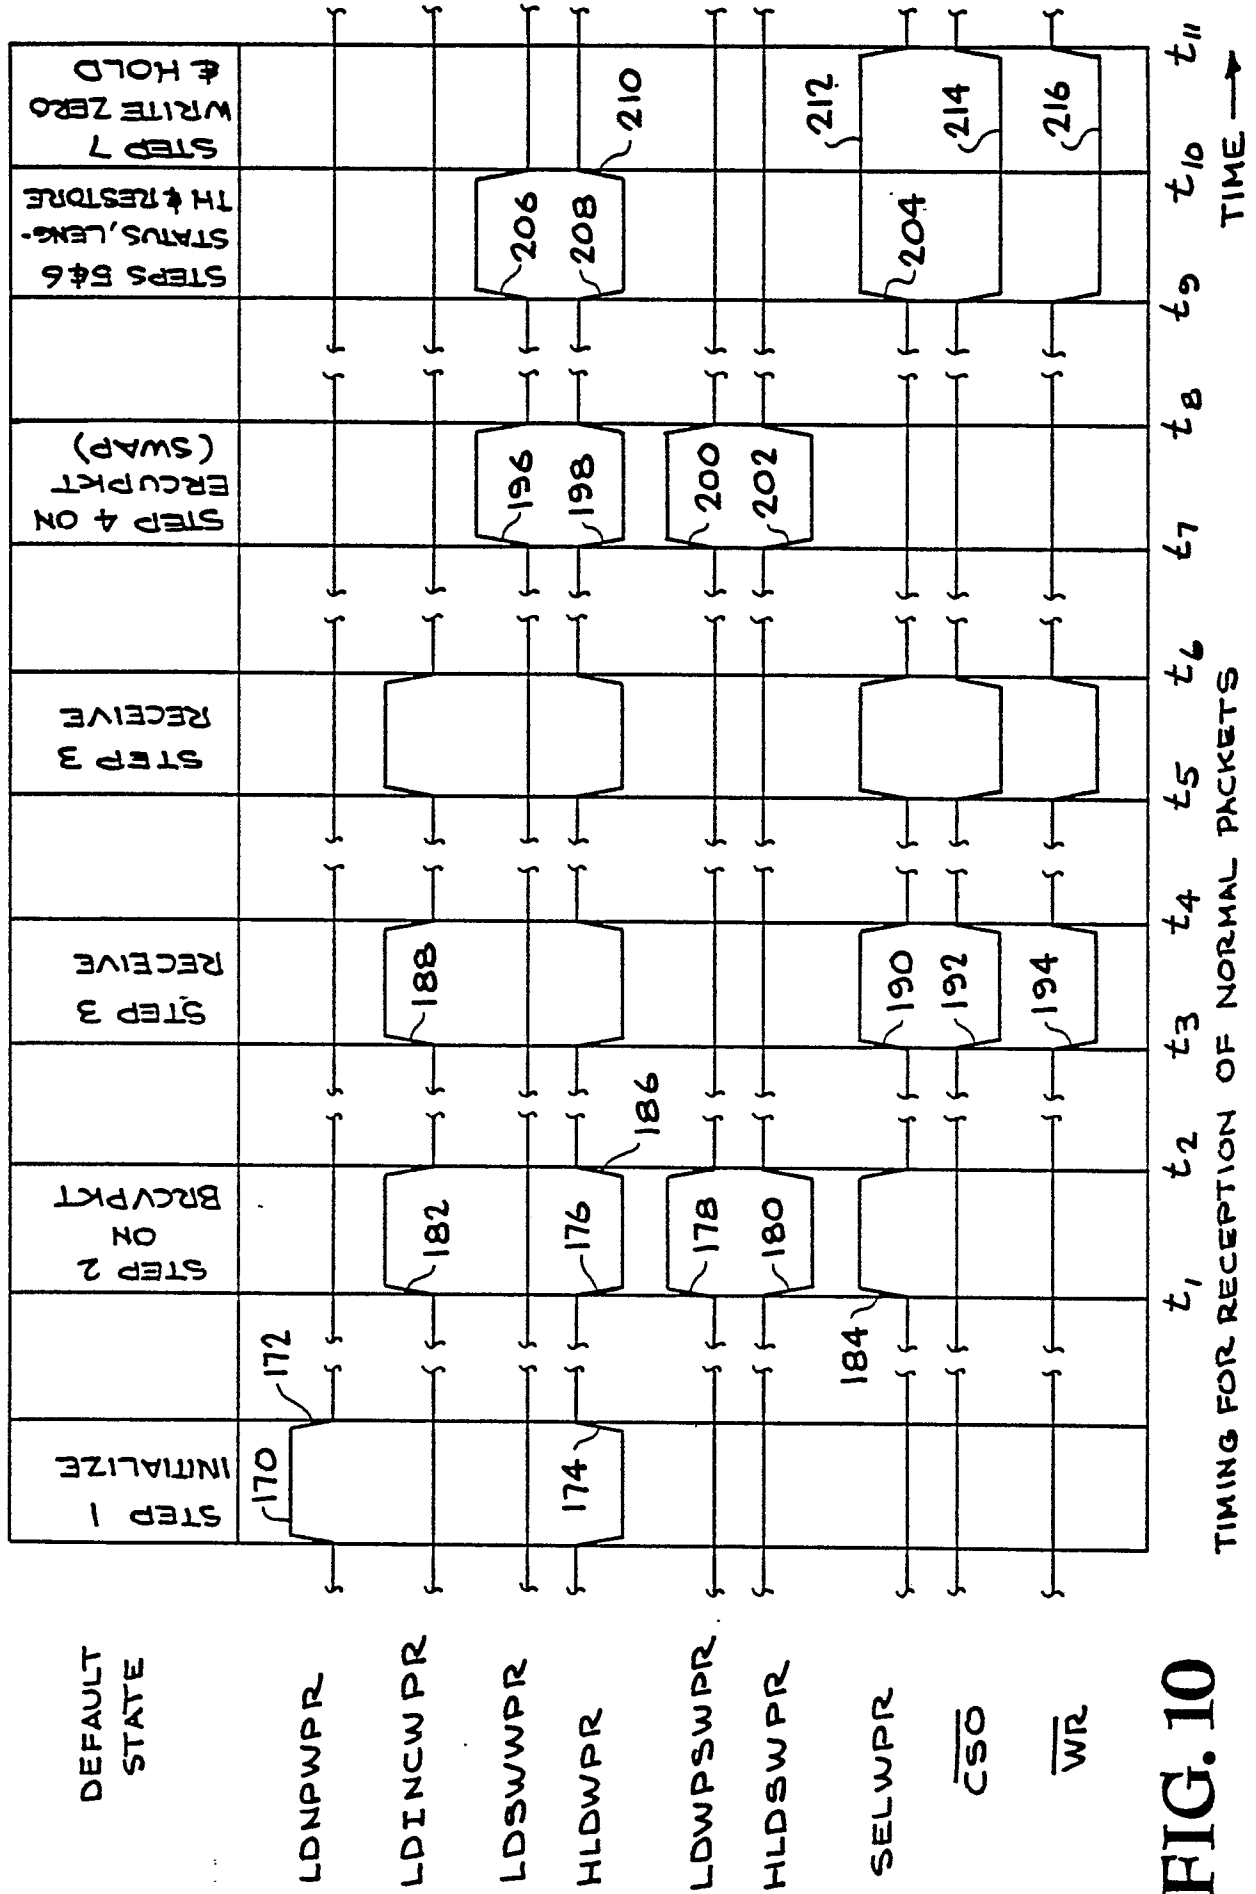 DEFAULT
STATE
STEP 1
INITIALIZE
STEP 2
ON
BRCVPKT
STEP 3
RECEIVE
STEP 3
RECEIVE
STEP 4 ON
ERCVPKT
(SWAP)
STEPS 5&6
STATUS, LENG-
TH & RESTORE
STEP 7
WRITE ZERO
& HOLD
LDNPWPR
170
172
LDINCWPR
182
188
LDSWWPR
196
206
HLDWPR
174
176
186
198
208
210
LDWPSWPR
178
200
HLDSWPR
180
202
SELWPR
184
190
204
212
CSO
192
214
WR
194
216
t1 t2 t3 t4 t5 t6 t7 t8 t9 t10 t11
TIME
TIMING FOR RECEPTION OF NORMAL PACKETS
FIG. 10